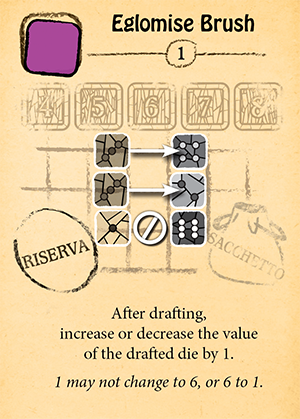 Eglomise Brush
1
4 5 6 7 8
RISERVA
SACCHETTO
After drafting,
increase or decrease the value
of the drafted die by 1.
1 may not change to 6, or 6 to 1.